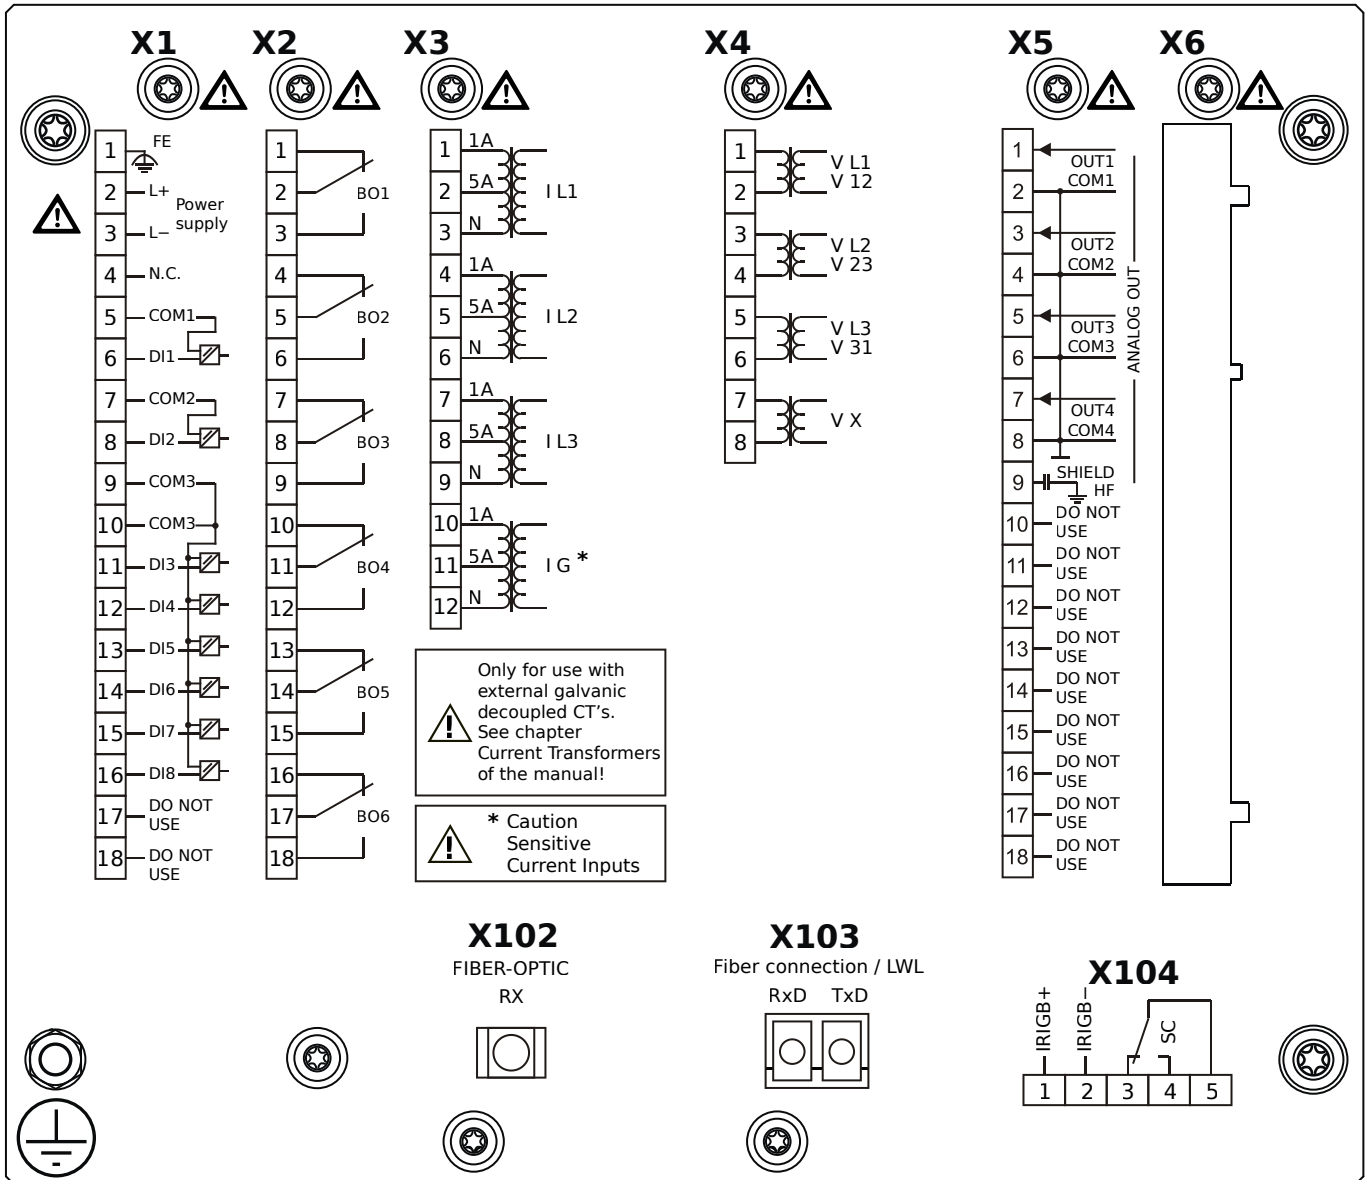 X1
X2
X3
X4
X5
X6
1
FE
2
L+
Power
supply
3
L−
4
N.C.
5
COM1
6
DI1
7
COM2
8
DI2
9
COM3
10
COM3
11
DI3
12
DI4
13
DI5
14
DI6
15
DI7
16
DI8
17
DO NOT
USE
18
DO NOT
USE
1
2
BO1
3
4
5
BO2
6
7
8
BO3
9
10
11
BO4
12
13
14
BO5
15
16
17
BO6
18
1
1A
2
5A
I L1
3
N
4
1A
5
5A
I L2
6
N
7
1A
8
5A
I L3
9
N
10
1A
11
5A
I G *
12
N
Only for use with
external galvanic
decoupled CT's.
See chapter
Current Transformers
of the manual!
* Caution
Sensitive
Current Inputs
1
V L1
2
V 12
3
V L2
4
V 23
5
V L3
6
V 31
7
V X
8
1
OUT1
2
COM1
3
OUT2
4
COM2
5
OUT3
6
COM3
7
OUT4
8
COM4
ANALOG OUT
9
SHIELD
HF
10
DO NOT
USE
11
DO NOT
USE
12
DO NOT
USE
13
DO NOT
USE
14
DO NOT
USE
15
DO NOT
USE
16
DO NOT
USE
17
DO NOT
USE
18
DO NOT
USE
X102
FIBER-OPTIC
RX
X103
Fiber connection / LWL
RxD TxD
X104
IRIGB+
IRIGB−
SC
1 2 3 4 5